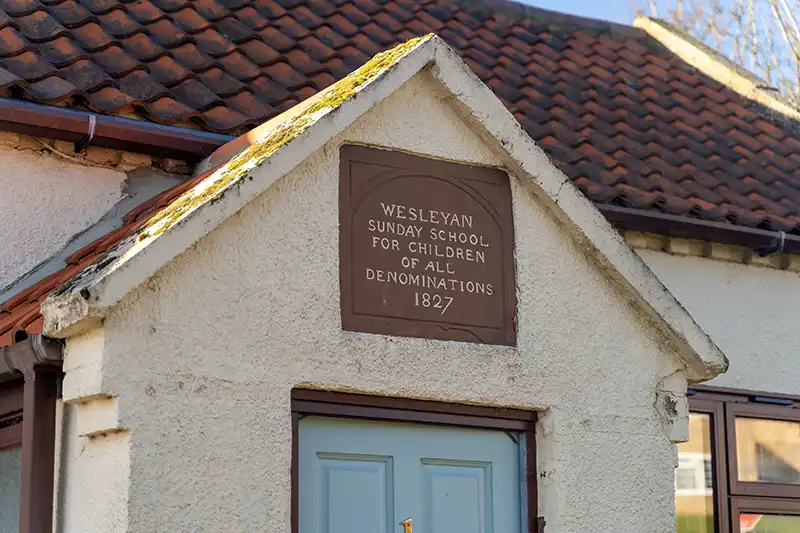 WESLEYAN
SUNDAY SCHOOL
FOR CHILDREN
OF ALL
DENOMINATIONS
1827